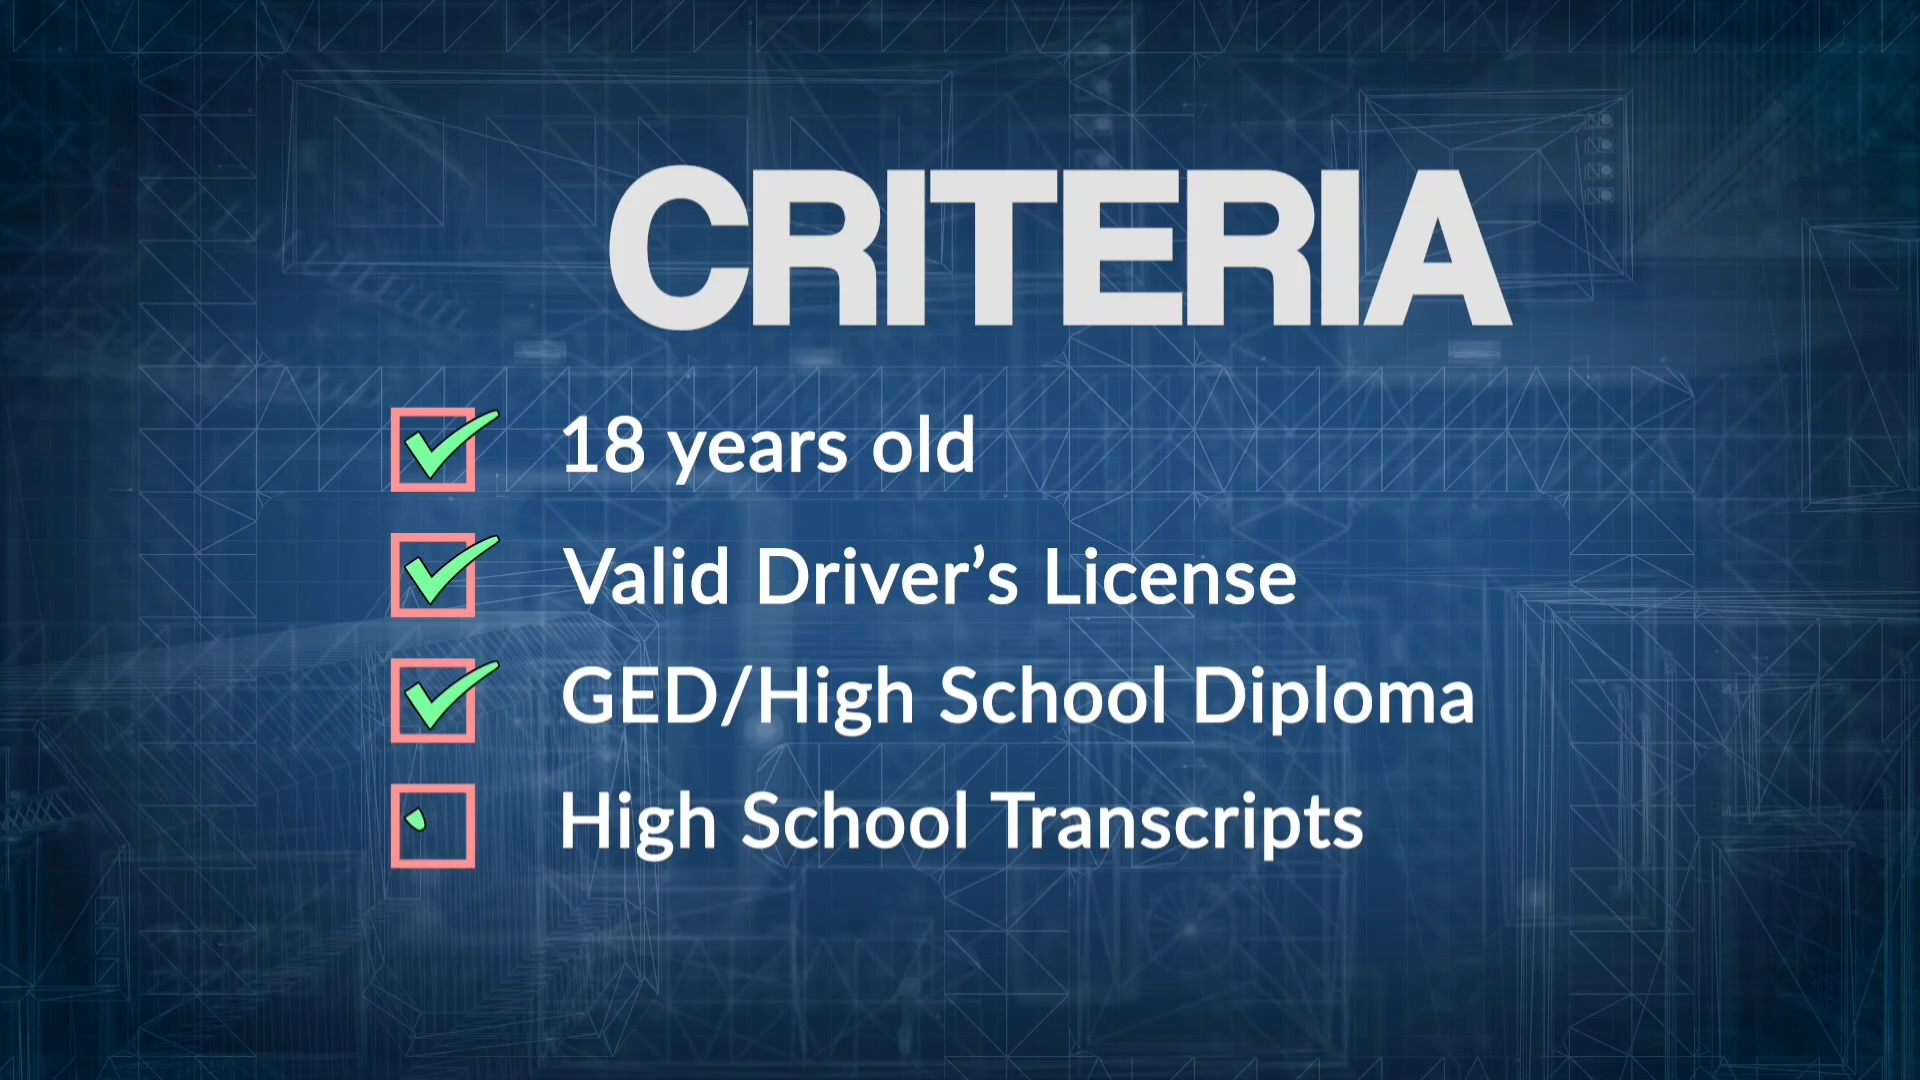 CRITERIA
18 years old
Valid Driver’s License
GED/High School Diploma
High School Transcripts